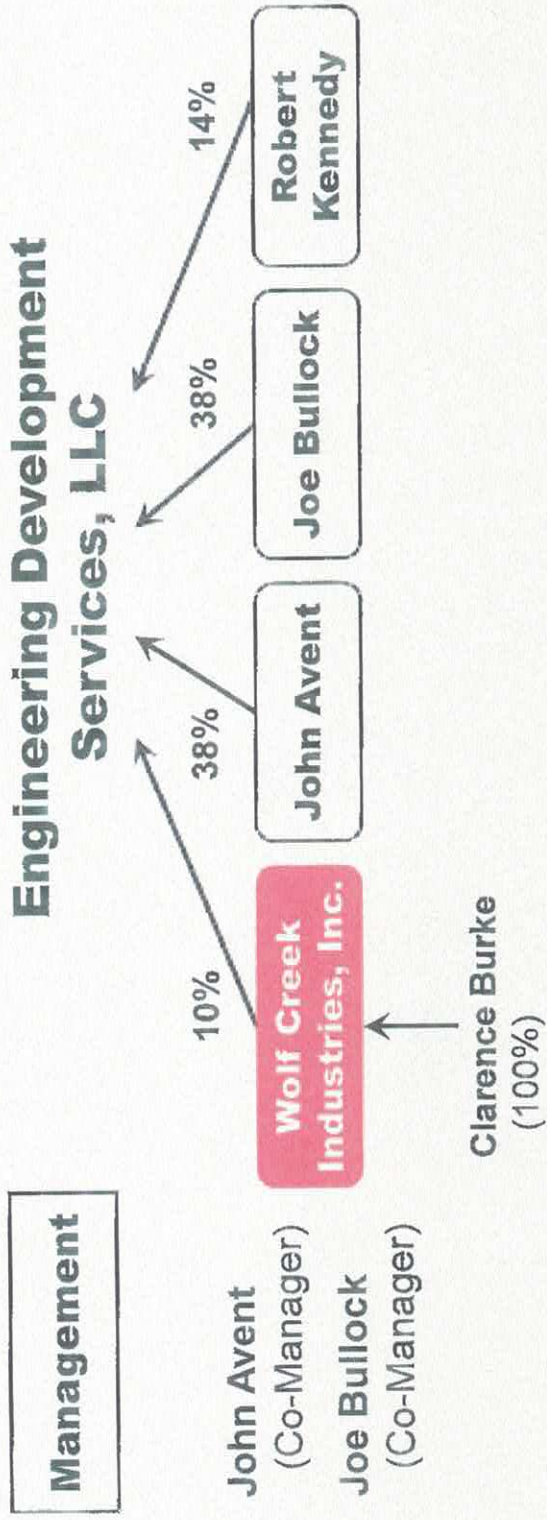 Engineering Development
Services, LLC
Management
John Avent
(Co-Manager)
Joe Bullock
(Co-Manager)
10%
38%
38%
14%
Wolf Creek
Industries, Inc.
John Avent
Joe Bullock
Robert
Kennedy
Clarence Burke
(100%)